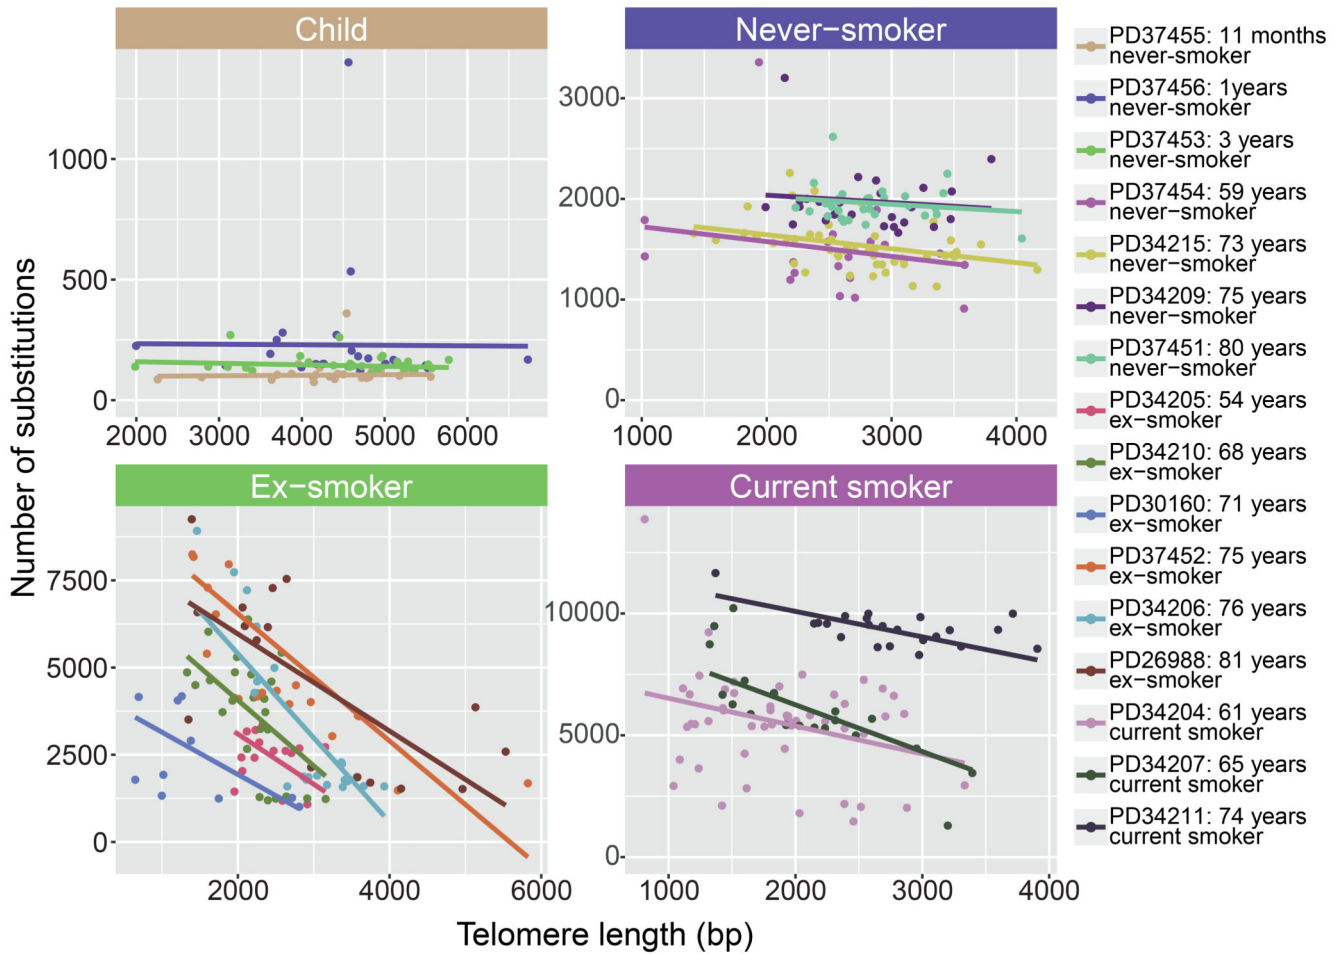 Child
Never−smoker
1000
500
0
2000 3000 4000 5000 6000
3000
2000
1000
0
1000 2000 3000 4000
Number of substitutions
Ex−smoker
Current smoker
7500
5000
2500
0
2000 4000 6000
10000
5000
0
1000 2000 3000 4000
Telomere length (bp)
PD37455: 11 months
never-smoker
PD37456: 1years
never-smoker
PD37453: 3 years
never-smoker
PD37454: 59 years
never−smoker
PD34215: 73 years
never−smoker
PD34209: 75 years
never−smoker
PD37451: 80 years
never−smoker
PD34205: 54 years
ex−smoker
PD34210: 68 years
ex−smoker
PD30160: 71 years
ex−smoker
PD37452: 75 years
ex−smoker
PD34206: 76 years
ex−smoker
PD26988: 81 years
ex−smoker
PD34204: 61 years
current smoker
PD34207: 65 years
current smoker
PD34211: 74 years
current smoker